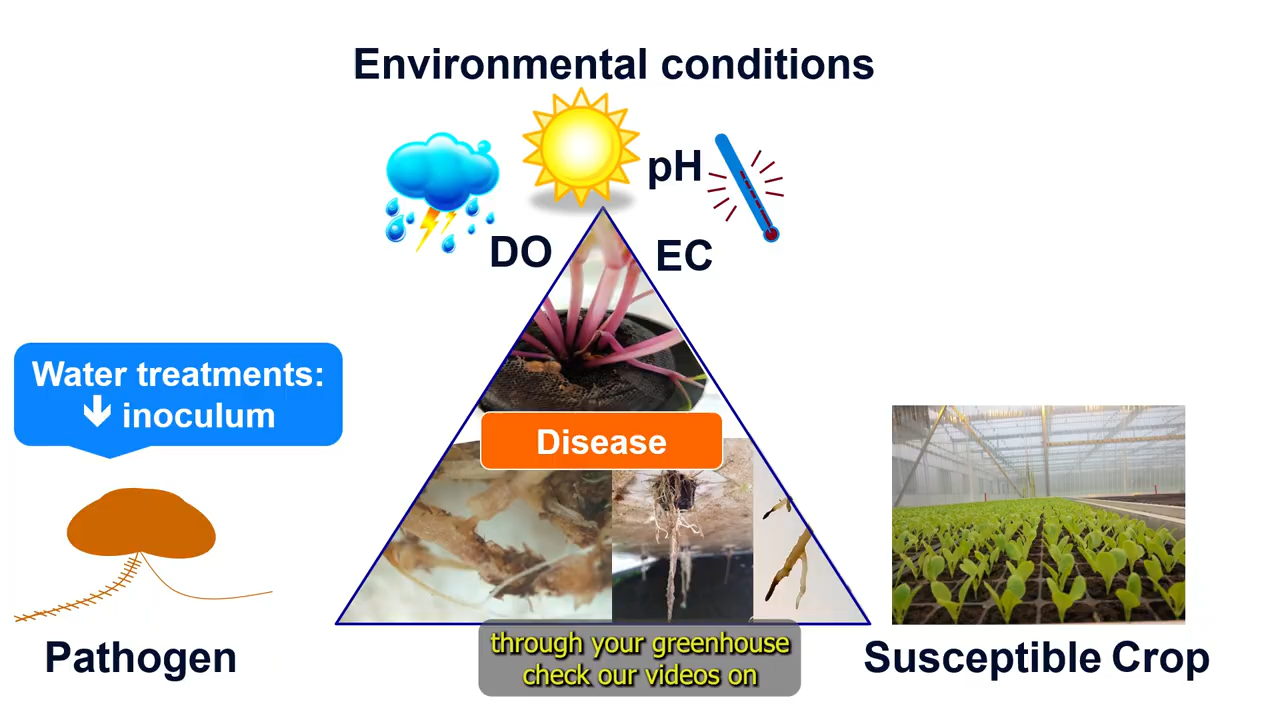 Environmental conditions
pH
DO
EC
Water treatments:
🡇 inoculum
Disease
Pathogen
Susceptible Crop
through your greenhouse
check our videos on